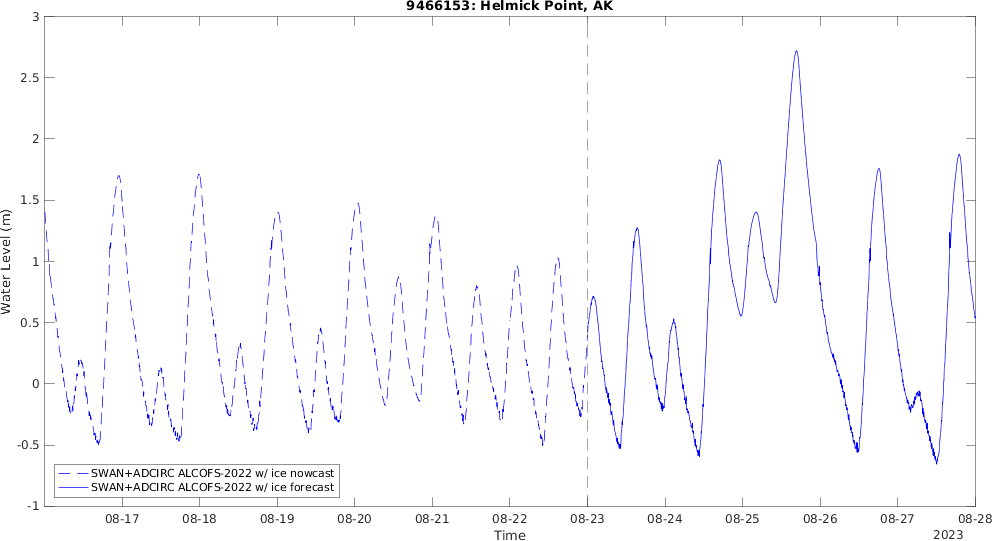 9466153: Helmick Point, AK
3
2.5
2
1.5
1
0.5
0
-0.5
-1
Water Level (m)
SWAN+ADCIRC ALCOFS-2022 w/ ice nowcast
SWAN+ADCIRC ALCOFS-2022 w/ ice forecast
08-17 08-18 08-19 08-20 08-21 08-22 08-23 08-24 08-25 08-26 08-27 08-28
Time
2023